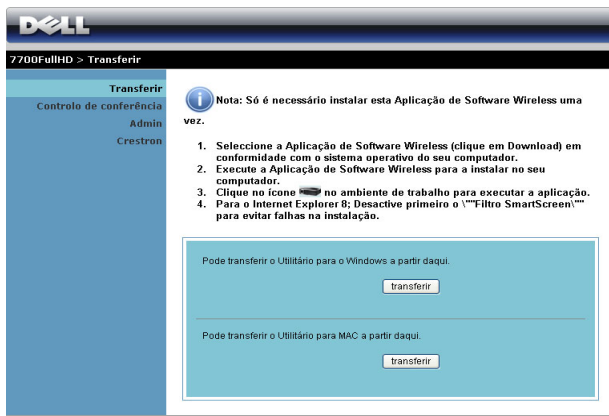 DELL
7700FullHD > Transferir
Transferir
Controlo de conferência
Admin
Crestron
Nota: Só é necessário instalar esta Aplicação de Software Wireless uma
vez.
1. Seleccione a Aplicação de Software Wireless (clique em Download) em
conformidade com o sistema operativo do seu computador.
2. Execute a Aplicação de Software Wireless para a instalar no seu
computador.
3. Clique no ícone no ambiente de trabalho para executar a aplicação.
4. Para o Internet Explorer 8; Desactive primeiro o \""Filtro SmartScreen\""
para evitar falhas na instalação.
Pode transferir o Utilitário para o Windows a partir daqui.
transferir
Pode transferir o Utilitário para MAC a partir daqui.
transferir